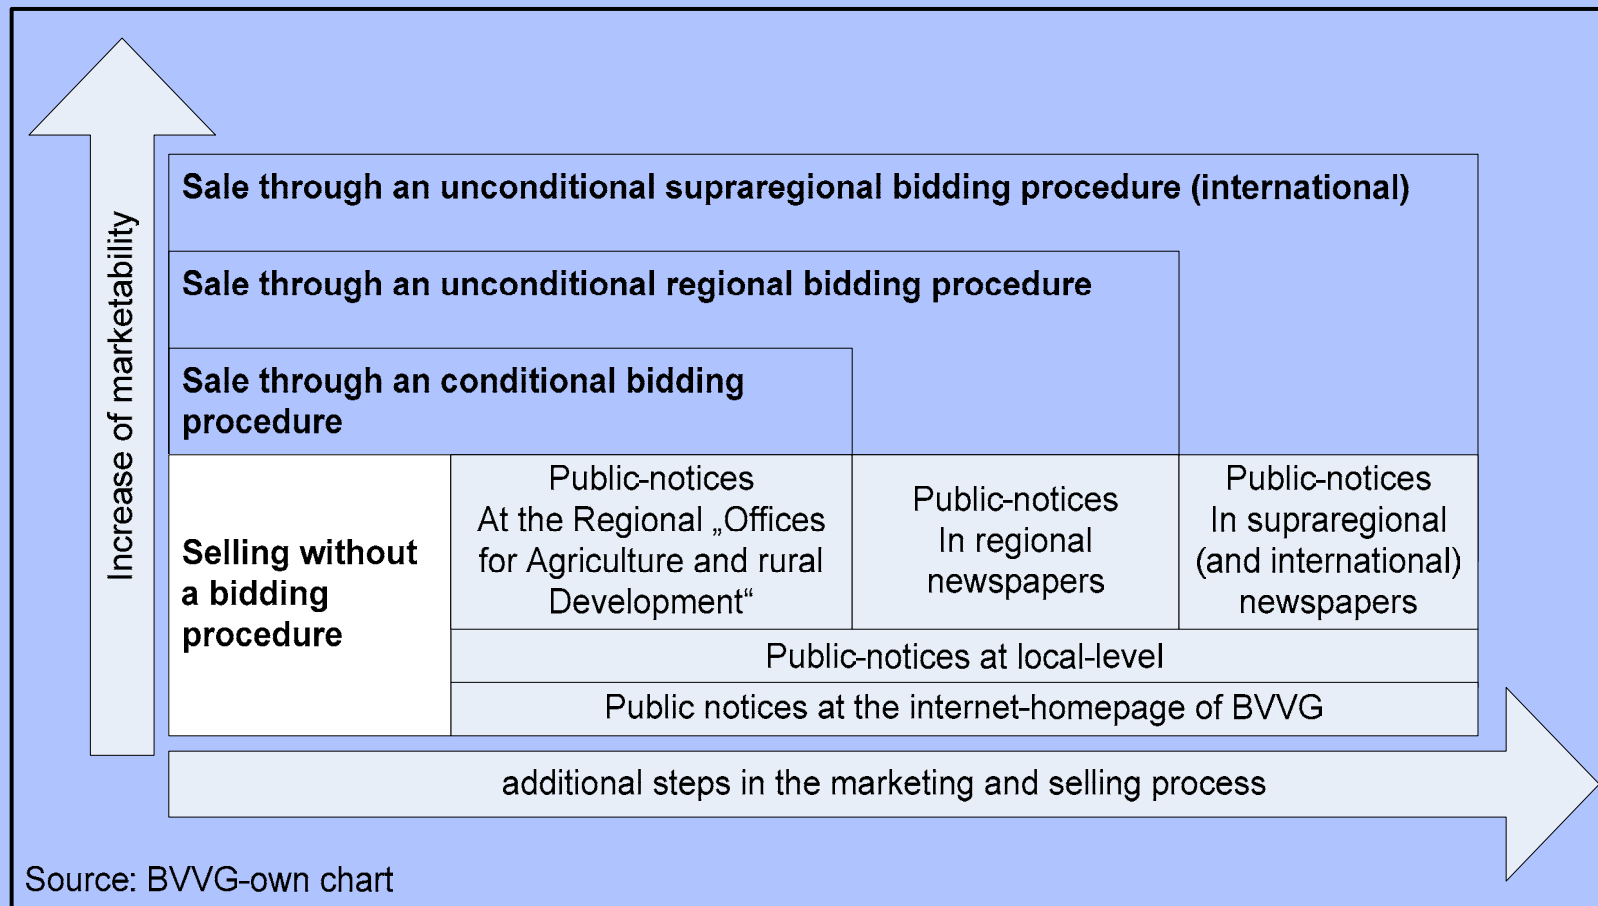 Increase of marketability
Sale through an unconditional supraregional bidding procedure (international)
Sale through an unconditional regional bidding procedure
Sale through an conditional bidding
procedure
Selling without
a bidding
procedure
Public-notices
At the Regional „Offices
for Agriculture and rural
Development“
Public-notices
In regional
newspapers
Public-notices
In supraregional
(and international)
newspapers
Public-notices at local-level
Public notices at the internet-homepage of BVVG
additional steps in the marketing and selling process
Source: BVVG-own chart